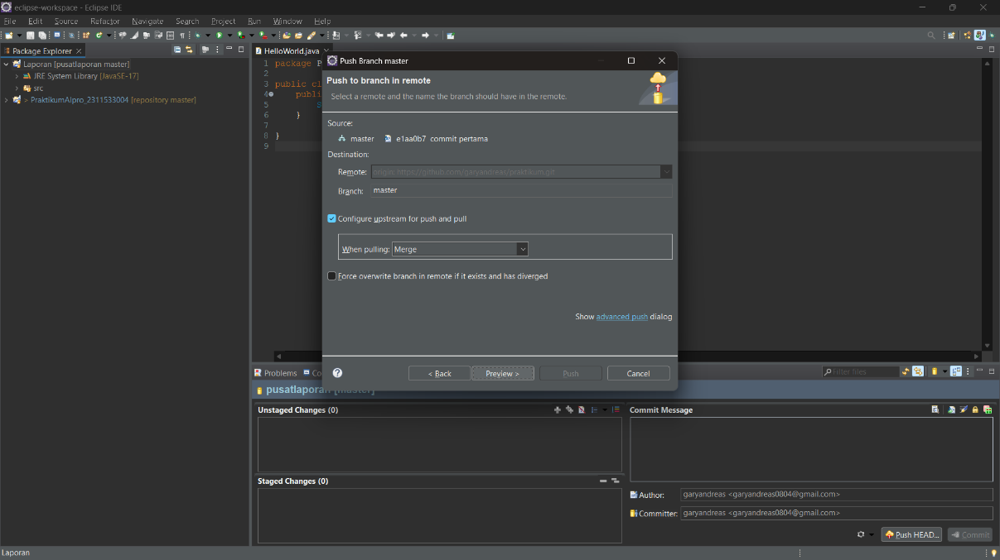 eclipse-workspace - Eclipse IDE
File Edit Source Refactor Navigate Search Project Run Window Help
Package Explorer
HelloWorld.java
Laporan [pusatlaporan master]
JRE System Library [JavaSE-17]
src
> PraktikumAlpro_2311533004 [repository master]
1 package P
2
3 public cl
4 publi
5 S
6 }
7
8 }
9
Push Branch master
Push to branch in remote
Select a remote and the name the branch should have in the remote.
Source:
master e1aa0b7 commit pertama
Destination:
Remote: origin: https://github.com/garyandreas/praktikum.git
Branch: master
Configure upstream for push and pull
When pulling: Merge
Force overwrite branch in remote if it exists and has diverged
Show advanced push dialog
< Back Preview > Push Cancel
Problems Co Filter files
pusatlaporan [master]
Unstaged Changes (0)
Commit Message
Staged Changes (0)
Author: garyandreas <garyandreas0804@gmail.com>
Committer: garyandreas <garyandreas0804@gmail.com>
Push HEAD... Commit
Laporan